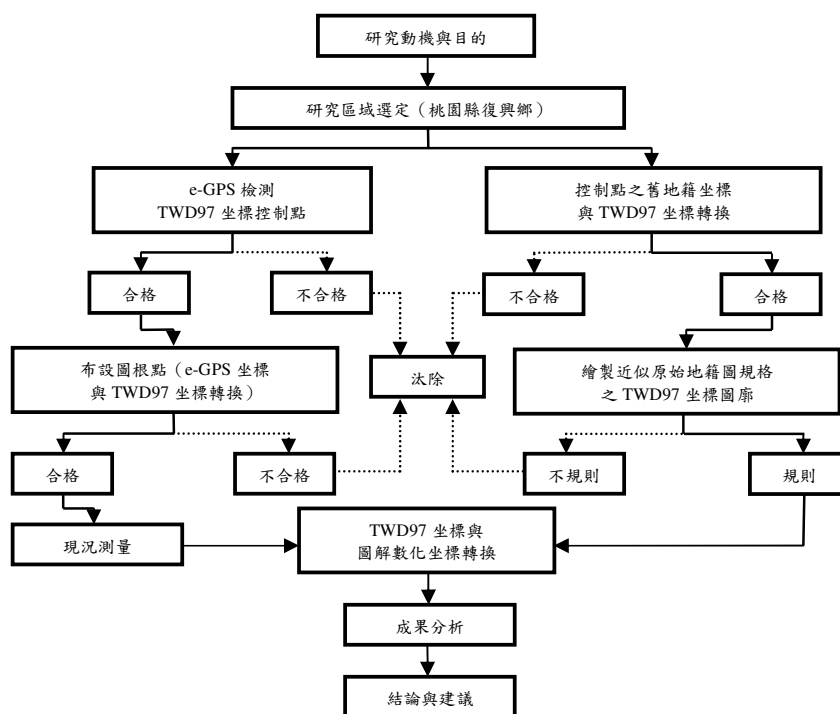 研究動機與目的
研究區域選定（桃園縣復興鄉）
e-GPS 檢測
TWD97 坐標控制點
控制點之舊地籍坐標
與 TWD97 坐標轉換
合格
不合格
不合格
合格
布設圖根點（e-GPS 坐標
與 TWD97 坐標轉換）
汰除
繪製近似原始地籍圖規格
之 TWD97 坐標圖廓
合格
不合格
不規則
規則
現況測量
TWD97 坐標與
圖解數化坐標轉換
成果分析
結論與建議